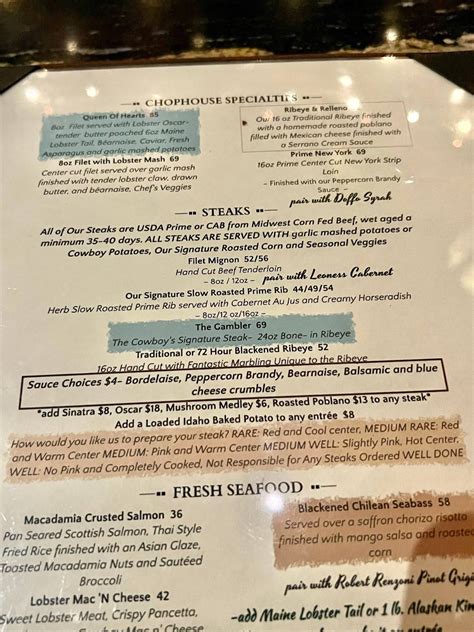 CHOPHOUSE SPECIALTIES
Queen Of Hearts 85
8oz. Filet served with Lobster Oscar-
tender butter pooched 6oz Maine
Lobster Tail, Béarnaise, Caviar, Fresh
Asparagus and garlic mashed potatoes
8oz Filet with Lobster Mash 69
Center cut filet served over garlic mash
finished with tender lobster claw, drawn
butter, and béarnaise, Chef's Veggies
Ribeye & Relleno
Our 16 oz Traditional Ribeye finished
with a homemade roasted poblano
filled with Mexican cheese finished with
a Serrano Cream Sauce
Prime New York 69
16oz Prime Center Cut New York Strip
Loin
– Finished with our Peppercorn Brandy
Sauce –
pair with Daffo Syrah
STEAKS
All of Our Steaks are USDA Prime or CAB from Midwest Corn Fed Beef, wet aged a
minimum 35-40 days. ALL STEAKS ARE SERVED WITH garlic mashed potatoes or
Cowboy Potatoes, Our Signature Roasted Corn and Seasonal Veggies
Filet Mignon 52/56
Hand Cut Beef Tenderloin
– 8oz / 12oz –
pair with Leoness Cabernet
Our Signature Slow Roasted Prime Rib 44/49/54
Herb Slow Roasted Prime Rib served with Cabernet Au Jus and Creamy Horseradish
– 8oz/12 oz/16oz –
The Gambler 69
The Cowboy's Signature Steak- 24oz Bone- in Ribeye
Traditional or 72 Hour Blackened Ribeye 52
16oz Hand Cut with Fantastic Marbling Unique to the Ribeye
Sauce Choices $4- Bordelaise, Peppercorn Brandy, Bearnaise, Balsamic and blue
cheese crumbles
*add Sinatra $8, Oscar $18, Mushroom Medley $6, Roasted Poblano $13 to any steak*
Add a Loaded Idaho Baked Potato to any entrée $8
How would you like us to prepare your steak? RARE: Red and Cool center, MEDIUM RARE: Red
and Warm Center MEDIUM: Pink and Warm Center MEDIUM WELL: Slightly Pink, Hot Center,
WELL: No Pink and Completely Cooked, Not Responsible for Any Steaks Ordered WELL DONE
FRESH SEAFOOD
Macadamia Crusted Salmon 36
Pan Seared Scottish Salmon, Thai Style
Fried Rice finished with an Asian Glaze,
Toasted Macadamia Nuts and Sautéed
Broccoli
Lobster Mac 'N Cheese 42
Sweet Lobster Meat, Crispy Pancetta,
Blackened Chilean Seabass 58
Served over a saffron chorizo risotto
finished with mango salsa and roasted
corn
pair with Robert Renzoni Pinot Grigi
-add Maine Lobster Tail or 1 lb. Alaskan Kin